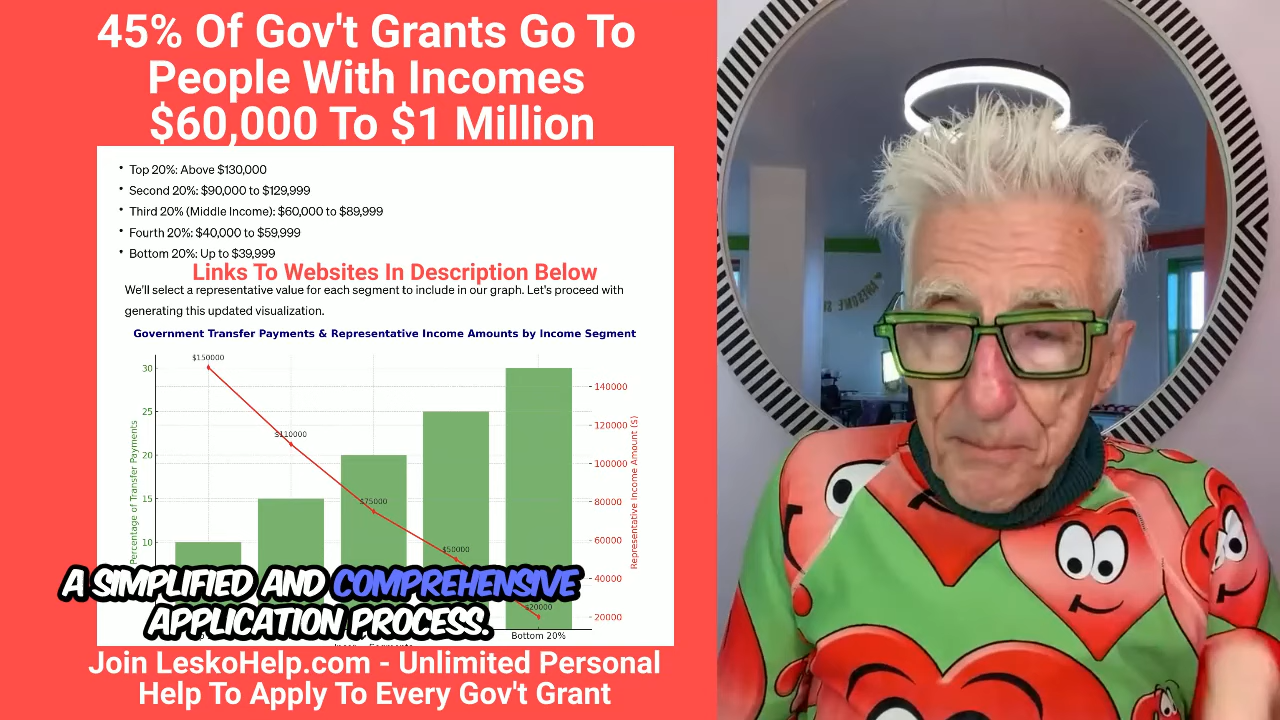 45% Of Gov't Grants Go To
People With Incomes
$60,000 To $1 Million
• Top 20%: Above $130,000
• Second 20%: $90,000 to $129,999
• Third 20% (Middle Income): $60,000 to $89,999
• Fourth 20%: $40,000 to $59,999
• Bottom 20%: Up to $39,999
Links To Websites In Description Below
We'll select a representative value for each segment to include in our graph. Let's proceed with
generating this updated visualization.
Government Transfer Payments & Representative Income Amounts by Income Segment
Percentage of Transfer Payments
30
25
20
15
10
$150000
$110000
$75000
$50000
$20000
140000
120000
100000
80000
60000
40000
20000
Representative Income Amount ($)
Bottom 20%
A SIMPLIFIED AND COMPREHENSIVE
APPLICATION PROCESS.
Join LeskoHelp.com - Unlimited Personal
Help To Apply To Every Gov't Grant
AWESOME